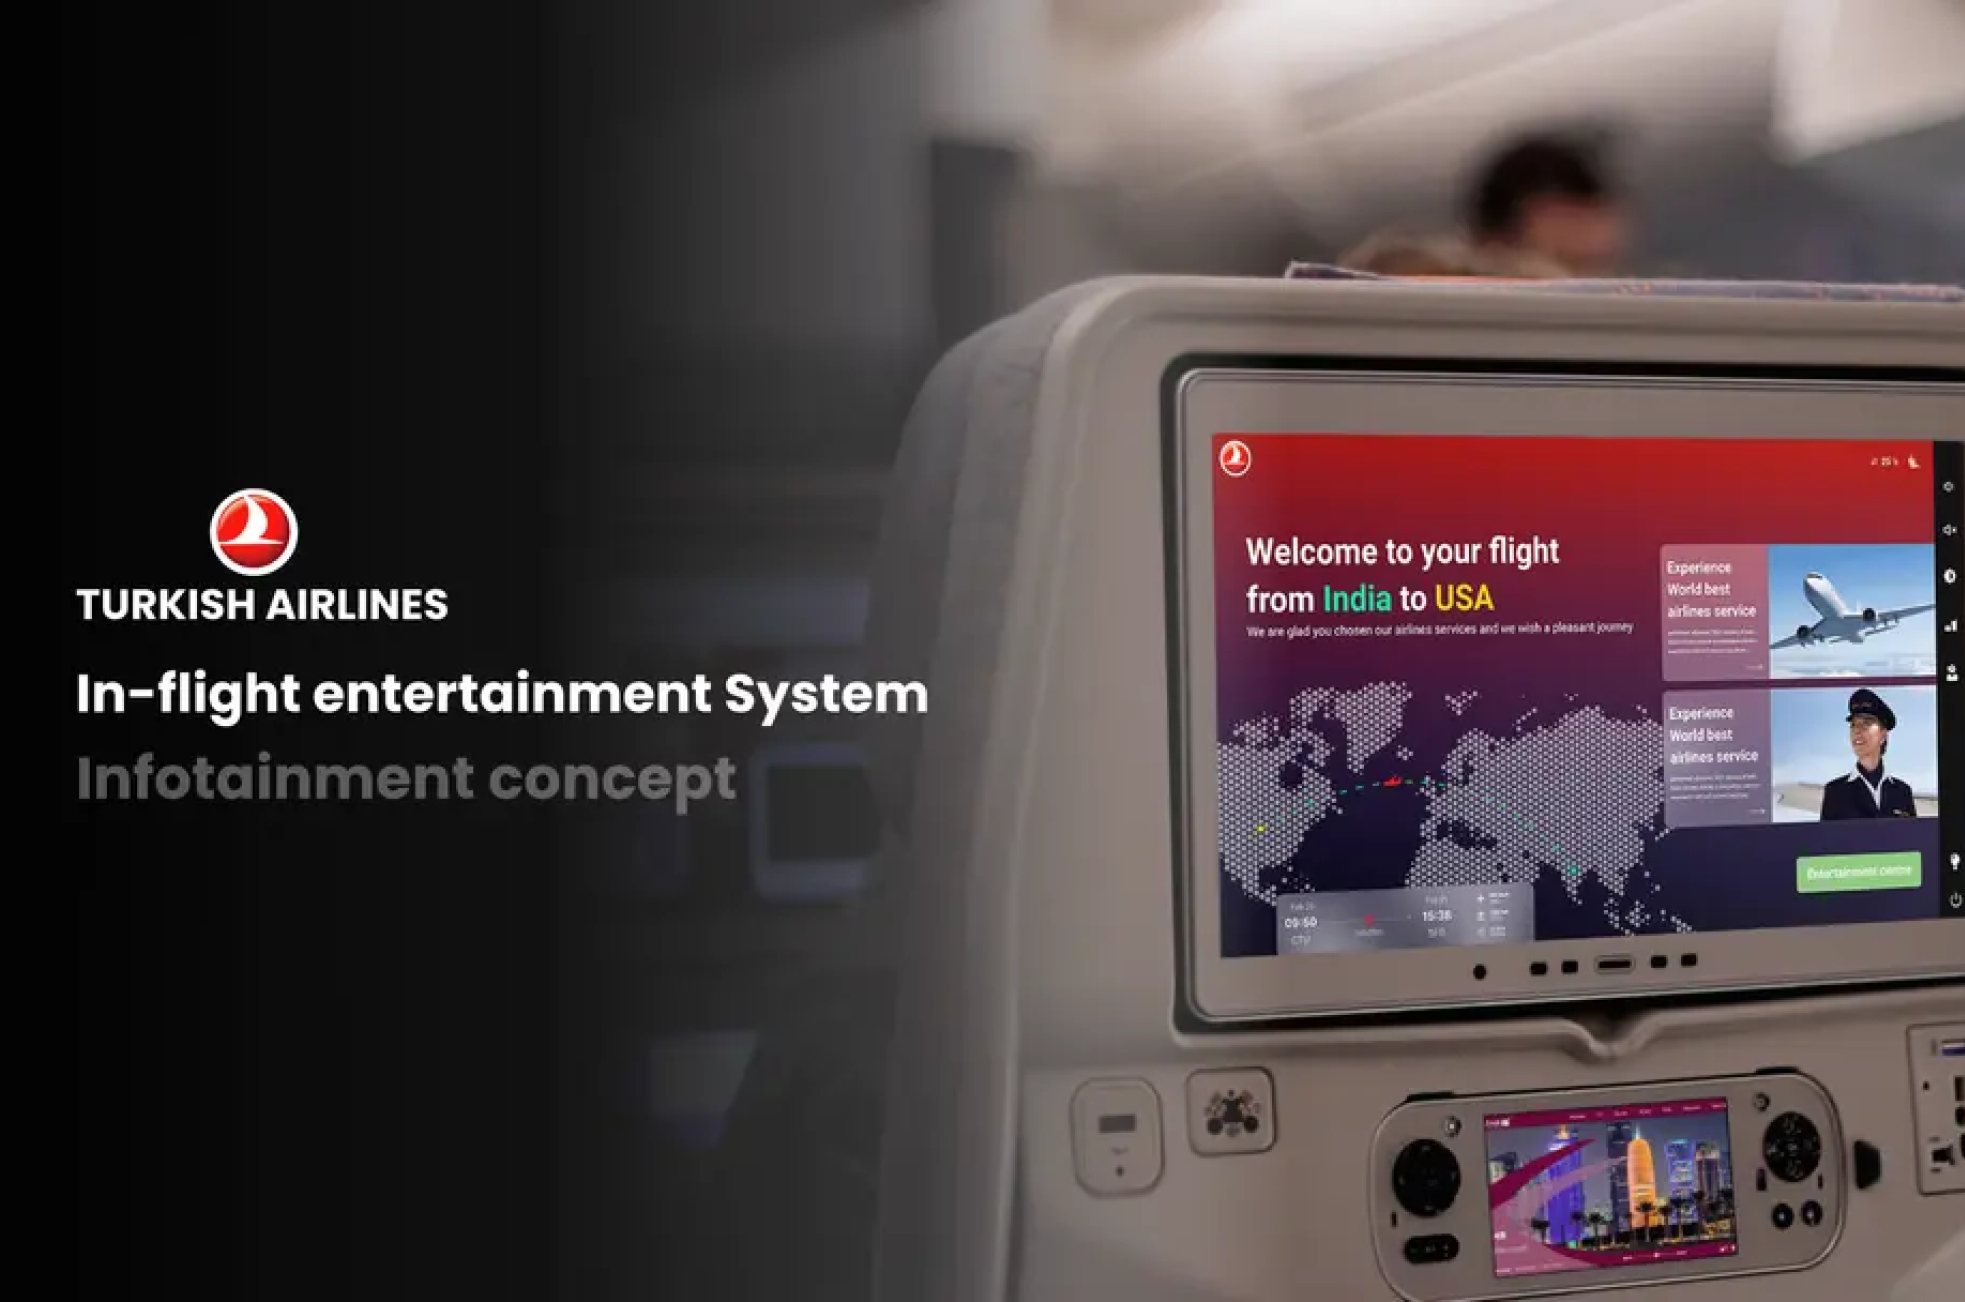 TURKISH AIRLINES
In-flight entertainment System
Infotainment concept
Welcome to your flight
from India to USA
We are glad you chosen our airlines services and we wish a pleasant journey
Experience
World best
airlines service
Experience
World best
airlines service
Entertainment centre
09:50
15:38